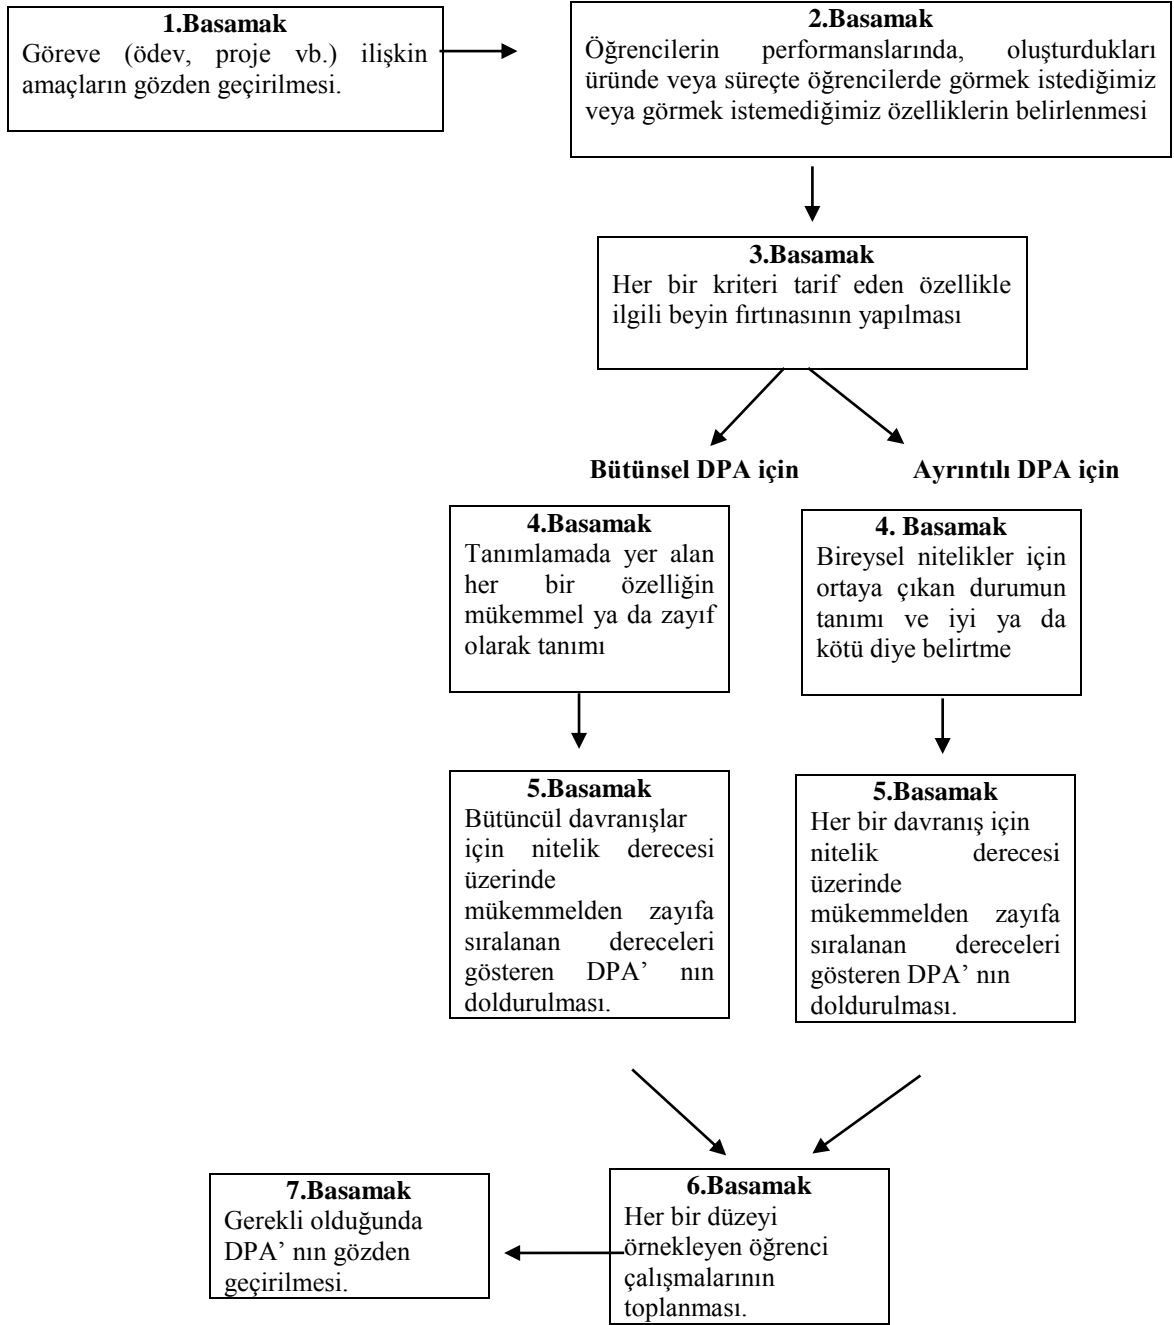 1.Basamak
Göreve (ödev, proje vb.) ilişkin
amaçların gözden geçirilmesi.
2.Basamak
Öğrencilerin performanslarında, oluşturdukları
üründe veya süreçte öğrencilerde görmek istediğimiz
veya görmek istemediğimiz özelliklerin belirlenmesi
3.Basamak
Her bir kriteri tarif eden özellikle
ilgili beyin fırtınasının yapılması
Bütünsel DPA için
4.Basamak
Tanımlamada yer alan
her bir özelliğin
mükemmel ya da zayıf
olarak tanımı
5.Basamak
Bütüncül davranışlar
için nitelik derecesi
üzerinde
mükemmelden zayıfa
sıralanan dereceleri
gösteren DPA’ nın
doldurulması.
Ayrıntılı DPA için
4. Basamak
Bireysel nitelikler için
ortaya çıkan durumun
tanımı ve iyi ya da
kötü diye belirtme
5.Basamak
Her bir davranış için
nitelik derecesi
üzerinde
mükemmelden zayıfa
sıralanan dereceleri
gösteren DPA’ nın
doldurulması.
6.Basamak
Her bir düzeyi
örnekleyen öğrenci
çalışmalarının
toplanması.
7.Basamak
Gerekli olduğunda
DPA’ nın gözden
geçirilmesi.